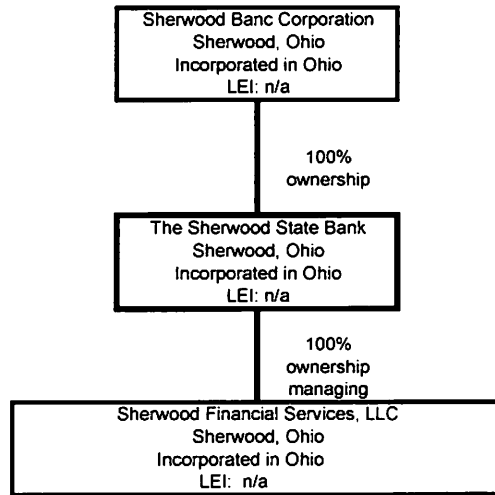 Sherwood Banc Corporation
Sherwood, Ohio
Incorporated in Ohio
LEI: n/a
100%
ownership
The Sherwood State Bank
Sherwood, Ohio
Incorporated in Ohio
LEI: n/a
100%
ownership
managing
Sherwood Financial Services, LLC
Sherwood, Ohio
Incorporated in Ohio
LEI: n/a